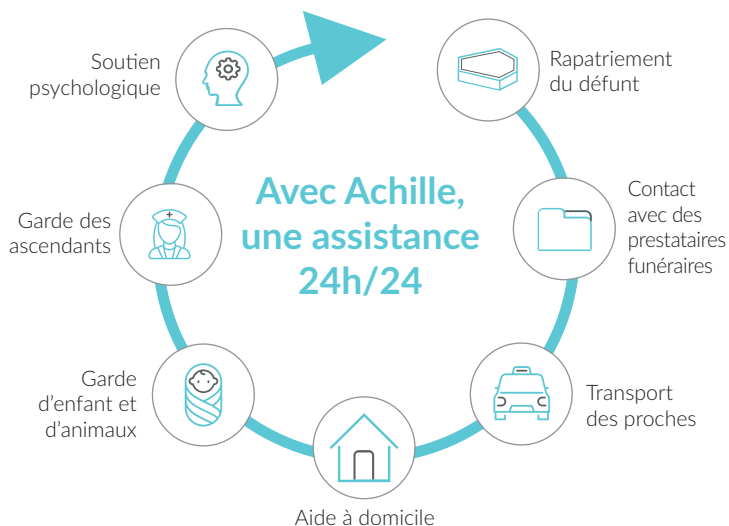 Avec Achille,
une assistance
24h/24
Rapatriement
du défunt
Contact
avec des
prestataires
funéraires
Transport
des proches
Aide à domicile
Garde
d’enfant et
d’animaux
Garde des
ascendants
Soutien
psychologique